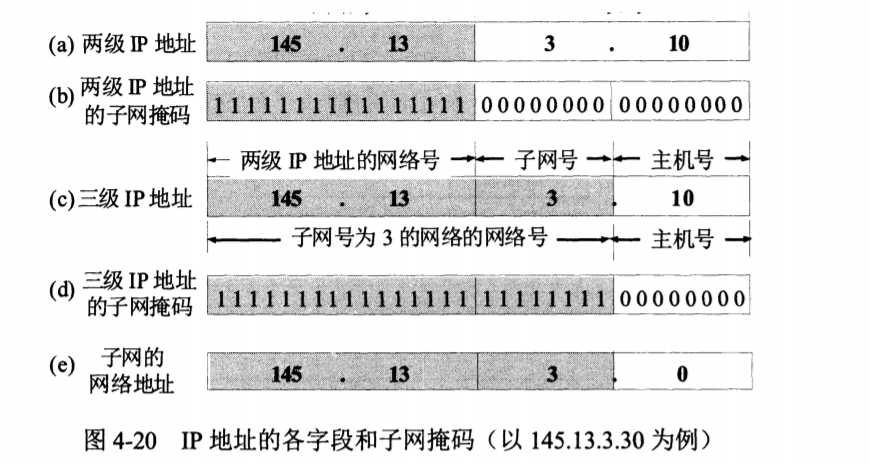 (a) 两级 IP 地址 145 . 13 3 . 10
(b) 两级 IP 地址
的子网掩码 1111111111111111 00000000 00000000
两级 IP 地址的网络号 子网号 主机号
(c) 三级 IP 地址 145 . 13 3 . 10
子网号为 3 的网络的网络号 主机号
(d) 三级 IP 地址
的子网掩码 1111111111111111 11111111 00000000
(e) 子网的
网络地址 145 . 13 3 . 0
图 4-20 IP 地址的各字段和子网掩码（以 145.13.3.30 为例）